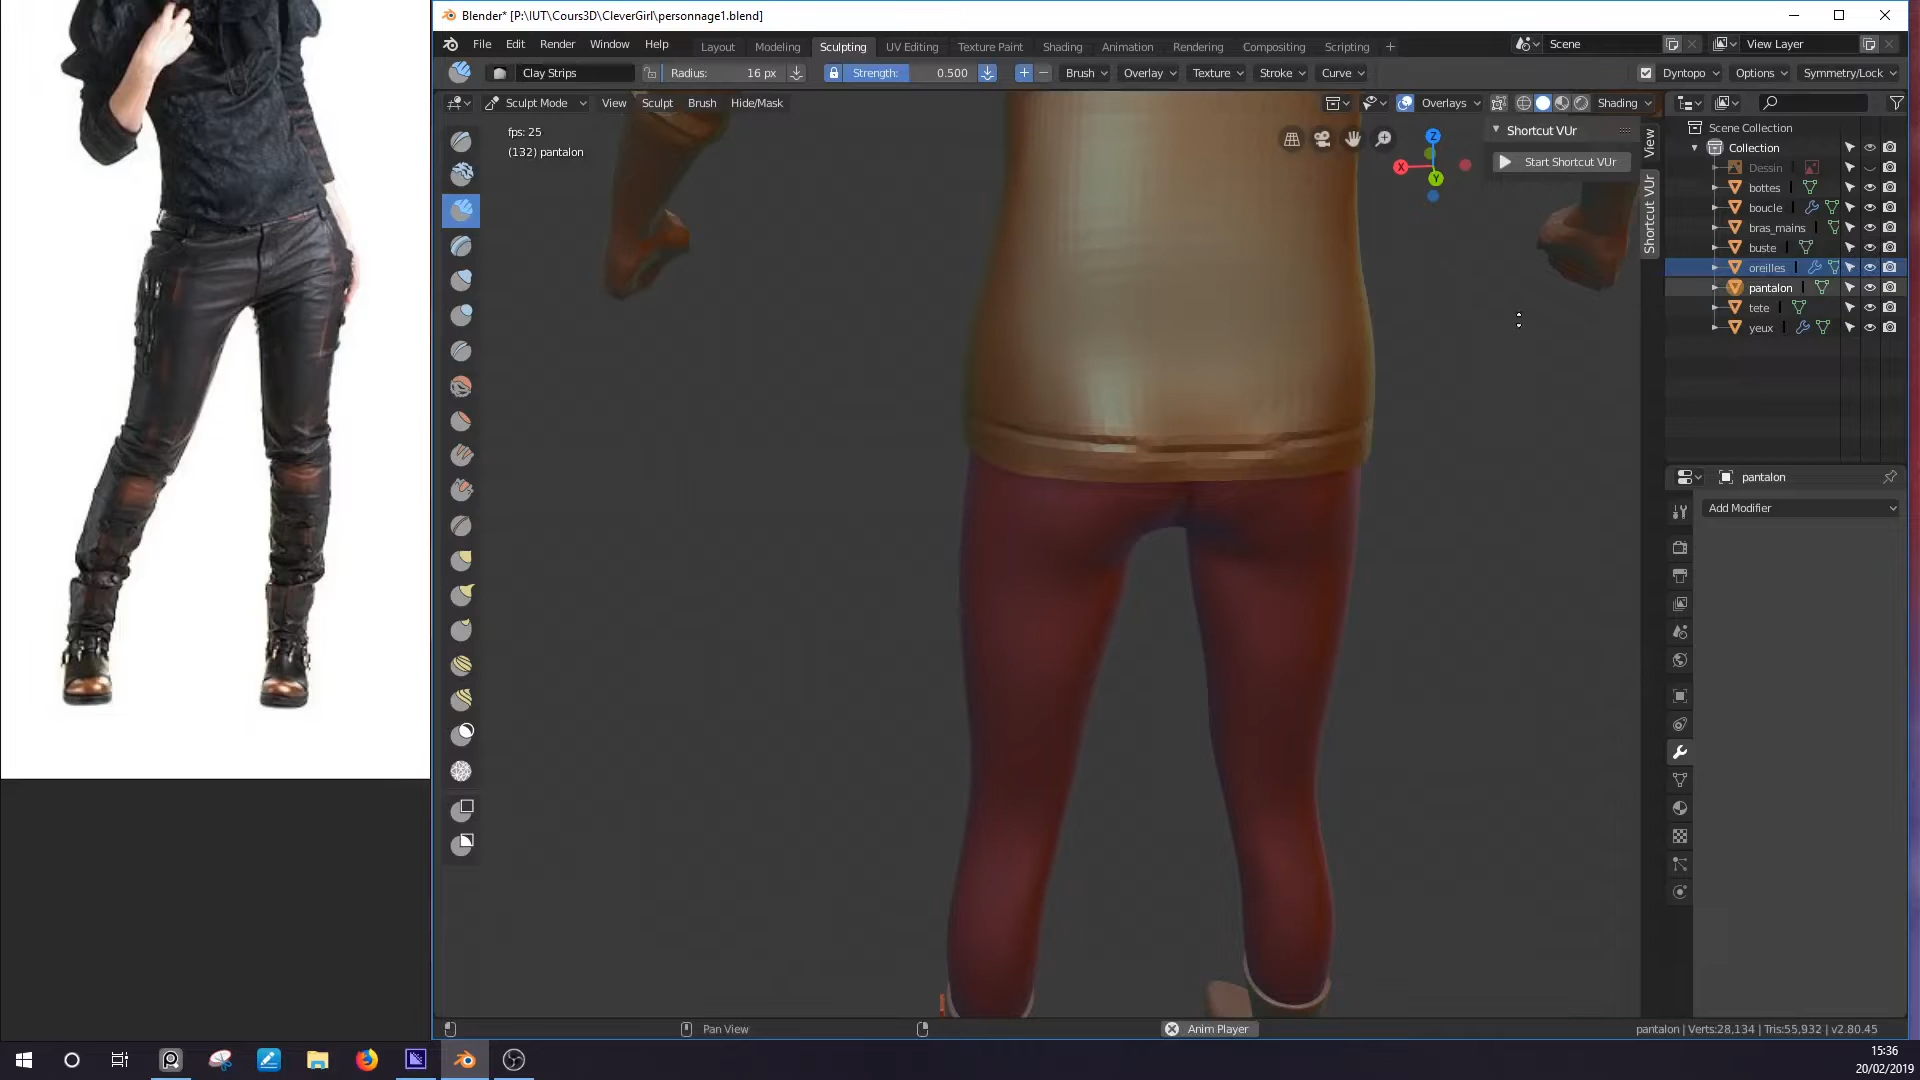 Blender* [P:\IUT\Cours3D\CleverGirl\personnage1.blend]
File Edit Render Window Help Layout Modeling Sculpting UV Editing Texture Paint Shading Animation Rendering Compositing Scripting + Scene View Layer
Clay Strips Radius: 16 px Strength: 0.500 Brush Overlay Texture Stroke Curve Dyntopo Options Symmetry/Lock
Sculpt Mode View Sculpt Brush Hide/Mask Overlays Shading
fps: 25
(132) pantalon
Shortcut VUr
Start Shortcut VUr
View
Shortcut VUr
X
Y
Z
Scene Collection
Collection
Dessin
bottes
boucle
bras_mains
buste
oreilles
pantalon
tete
yeux
pantalon
Add Modifier
Pan View Anim Player pantalon | Verts:28,134 | Tris:55,932 | v2.80.45
15:36
20/02/2019